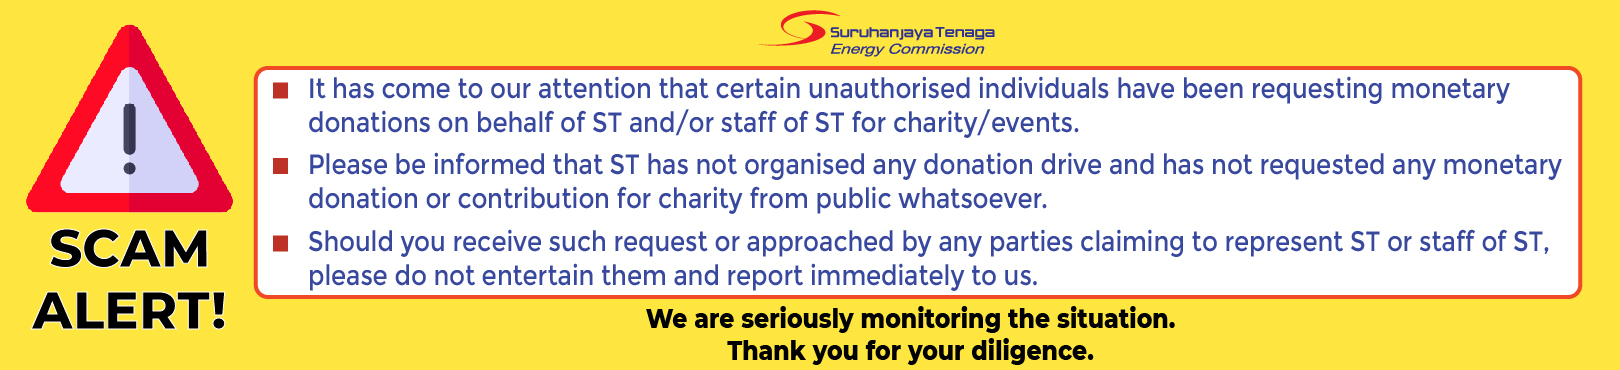 Suruhanjaya Tenaga
Energy Commission
It has come to our attention that certain unauthorised individuals have been requesting monetary
donations on behalf of ST and/or staff of ST for charity/events.
Please be informed that ST has not organised any donation drive and has not requested any monetary
donation or contribution for charity from public whatsoever.
Should you receive such request or approached by any parties claiming to represent ST or staff of ST,
please do not entertain them and report immediately to us.
SCAM
ALERT!
We are seriously monitoring the situation.
Thank you for your diligence.